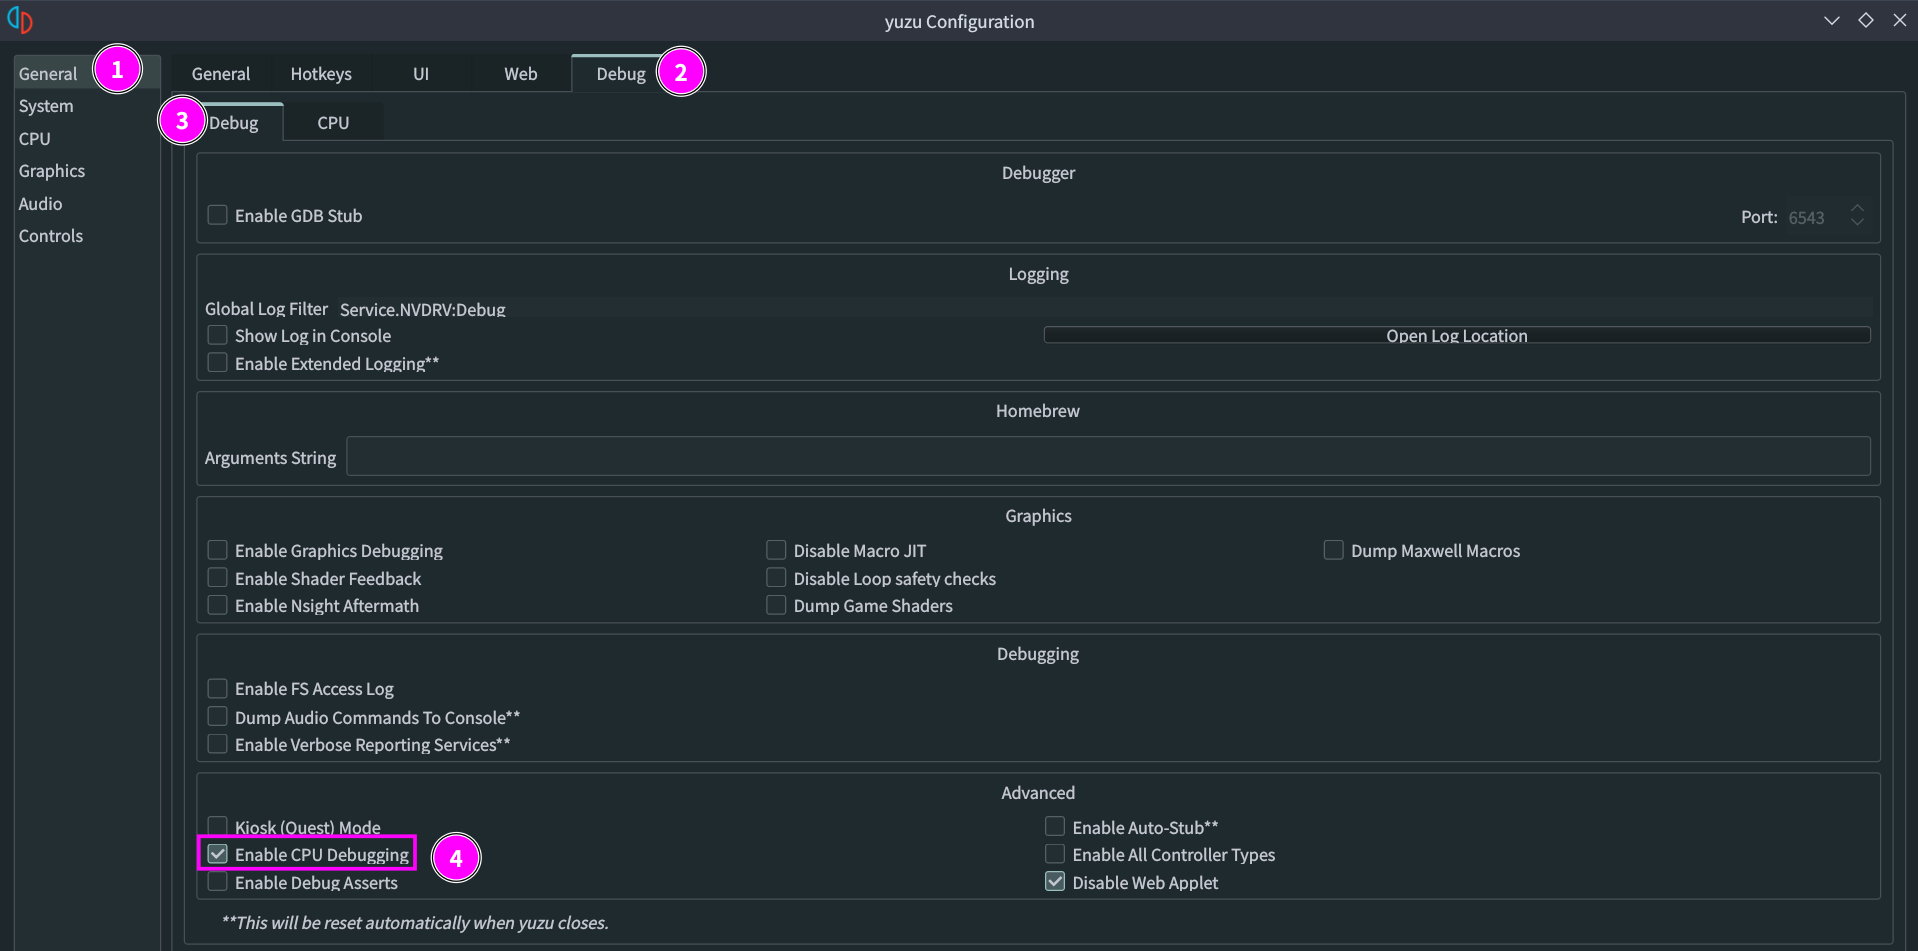 yuzu Configuration
General 1
System
CPU
Graphics
Audio
Controls
General Hotkeys UI Web Debug 2
3 Debug CPU
Debugger
Enable GDB Stub Port: 6543
Logging
Global Log Filter Service.NVDRV:Debug
Show Log in Console Open Log Location
Enable Extended Logging**
Homebrew
Arguments String
Graphics
Enable Graphics Debugging Disable Macro JIT Dump Maxwell Macros
Enable Shader Feedback Disable Loop safety checks
Enable Nsight Aftermath Dump Game Shaders
Debugging
Enable FS Access Log
Dump Audio Commands To Console**
Enable Verbose Reporting Services**
Advanced
Kiosk (Quest) Mode Enable Auto-Stub**
Enable CPU Debugging 4 Enable All Controller Types
Enable Debug Asserts Disable Web Applet
**This will be reset automatically when yuzu closes.